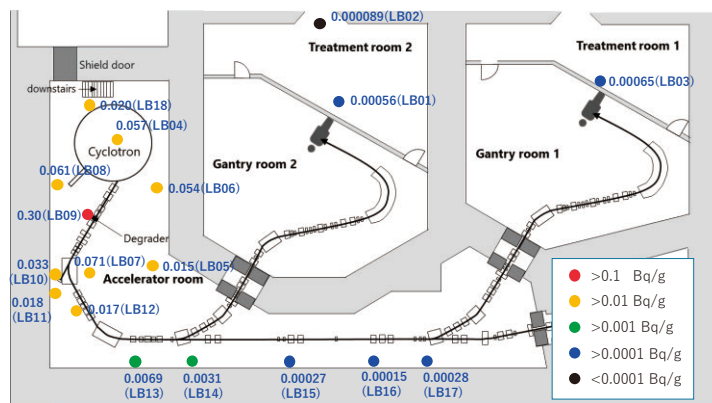 0.000089(LB02)
Treatment room 2
Treatment room 1
Shield door
downstairs
0.020(LB18)
0.00056(LB01)
0.00065(LB03)
0.057(LB04)
Cyclotron
Gantry room 2
Gantry room 1
0.061(LB08)
0.054(LB06)
0.30(LB09)
Degrader
0.033
(LB10)
0.071(LB07)
0.015(LB05)
Accelerator room
0.018
(LB11)
0.017(LB12)
>0.1 Bq/g
>0.01 Bq/g
>0.001 Bq/g
>0.0001 Bq/g
<0.0001 Bq/g
0.0069
(LB13)
0.0031
(LB14)
0.00027
(LB15)
0.00015
(LB16)
0.00028
(LB17)